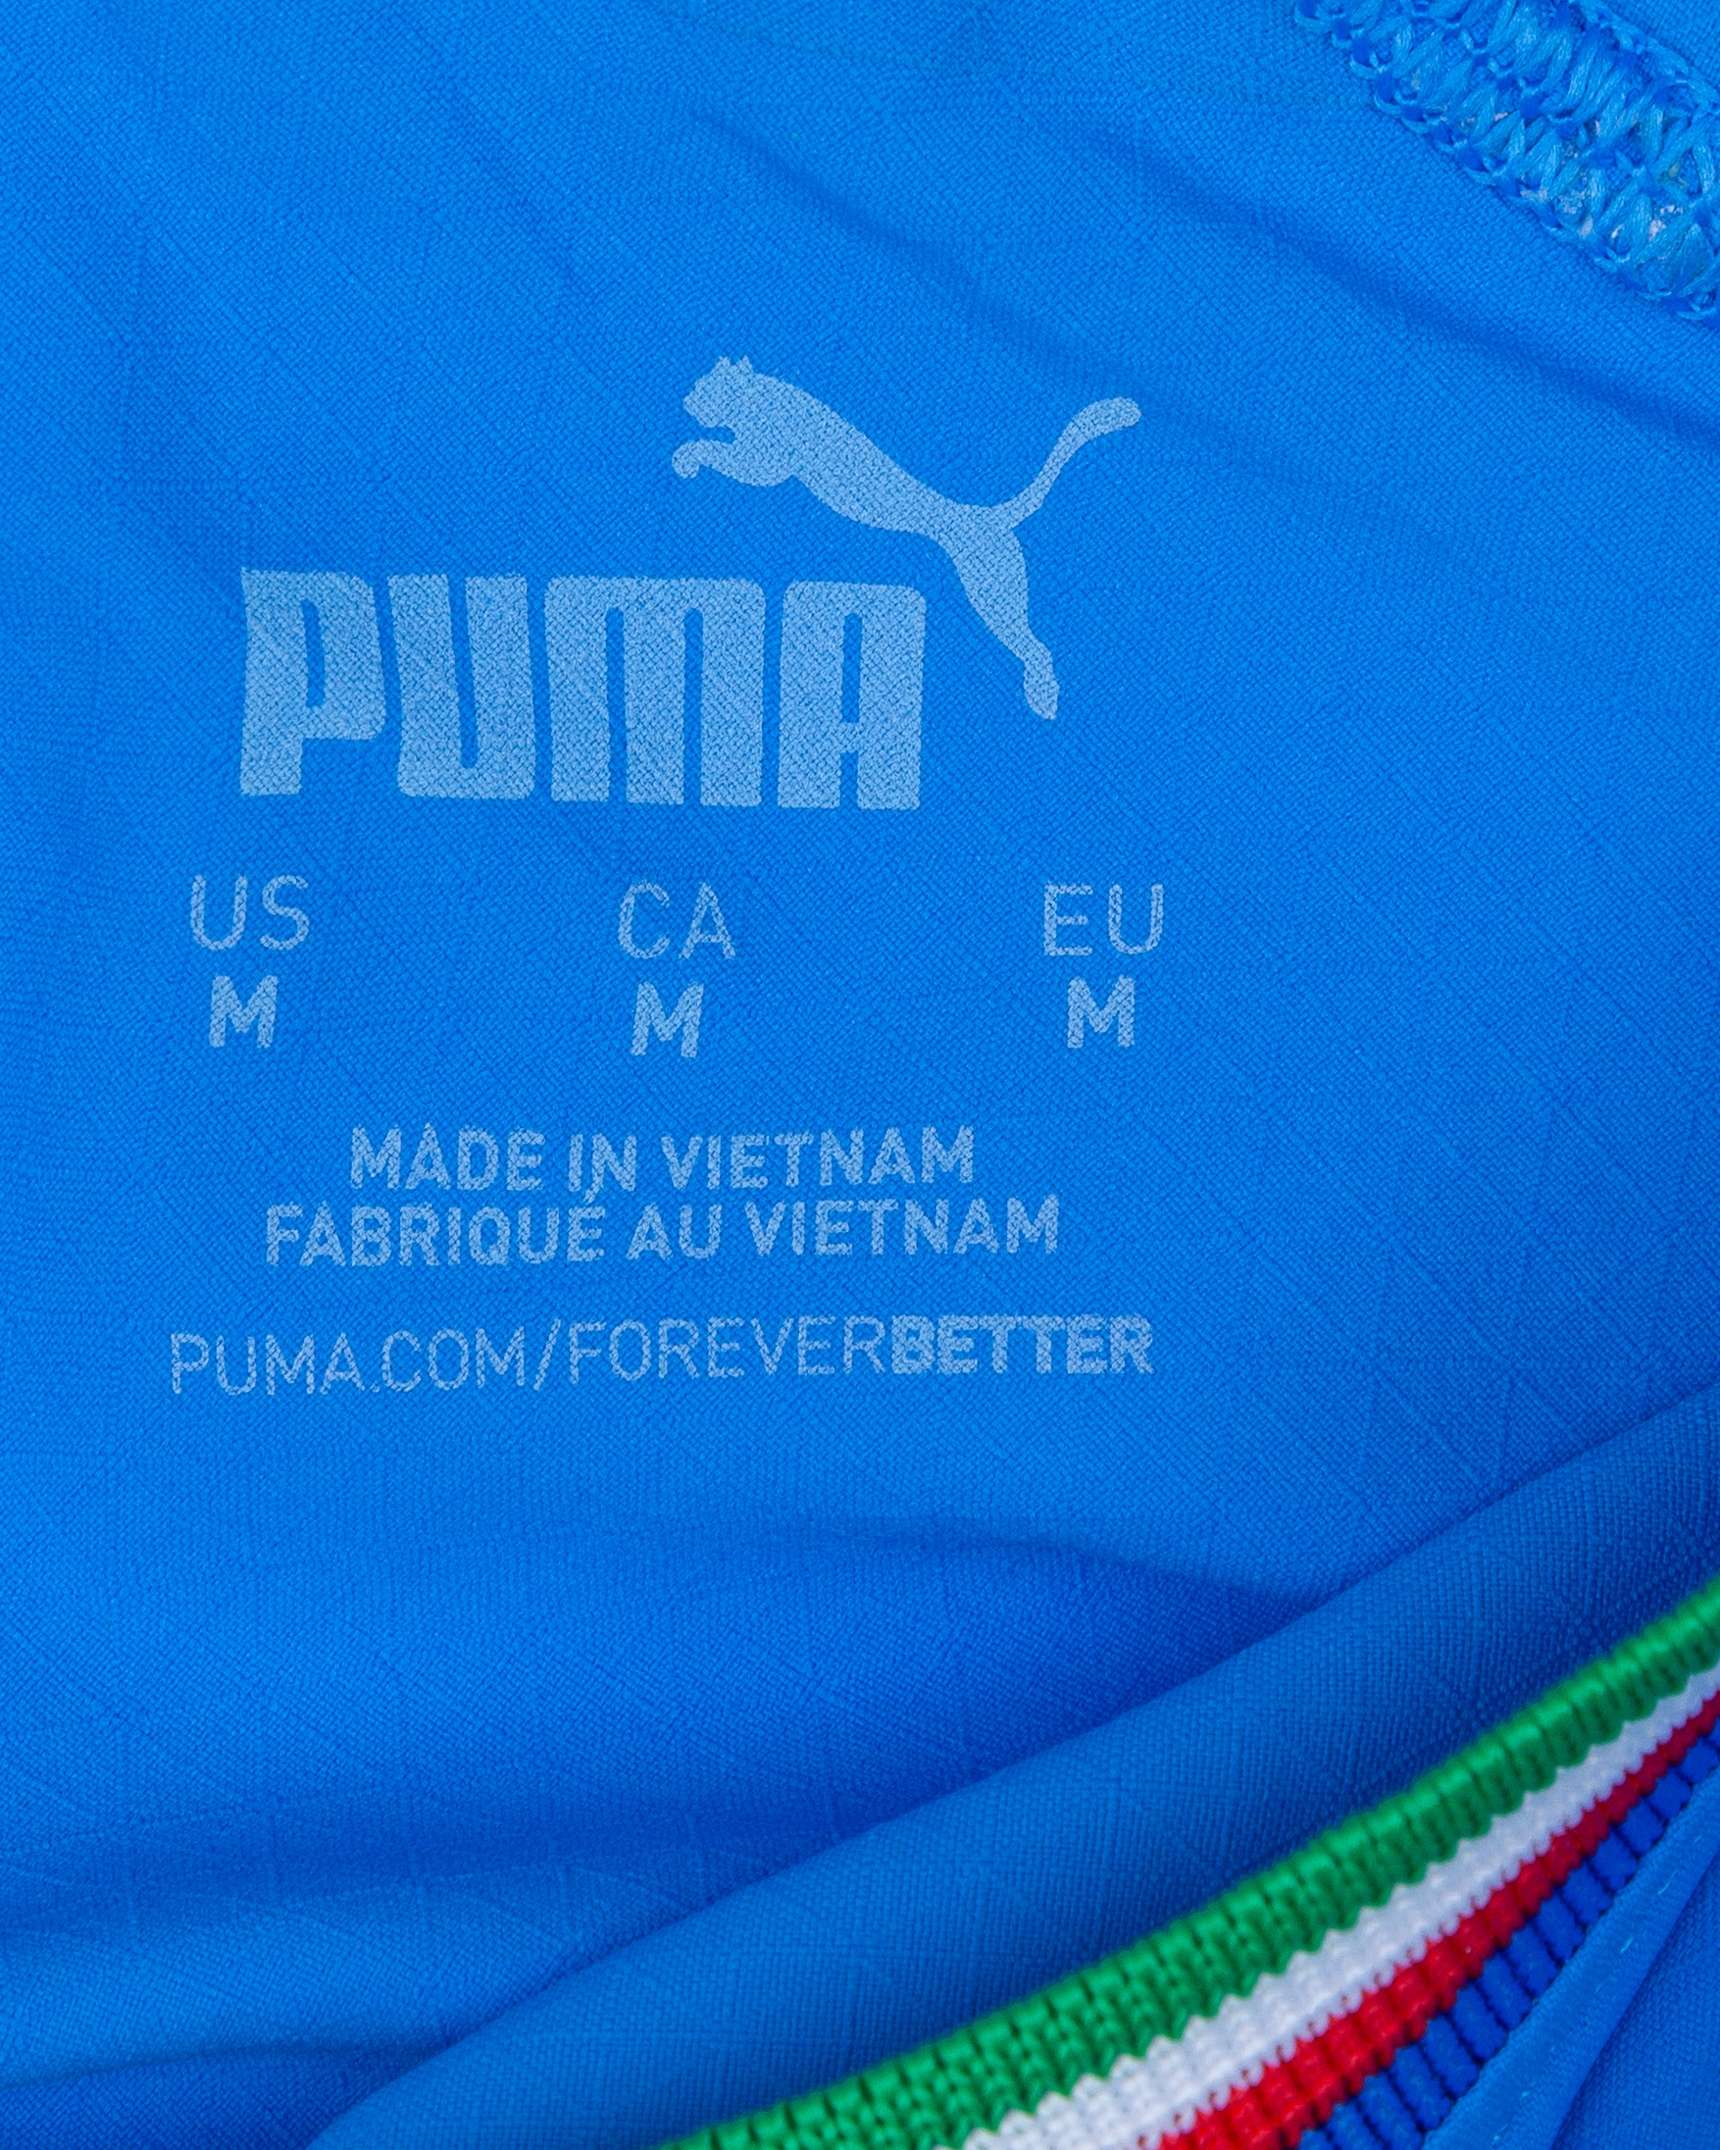 PUMA
US CA EU
M M M
MADE IN VIETNAM
FABRIQUÉ AU VIETNAM
PUMA.COM/FOREVERBETTER